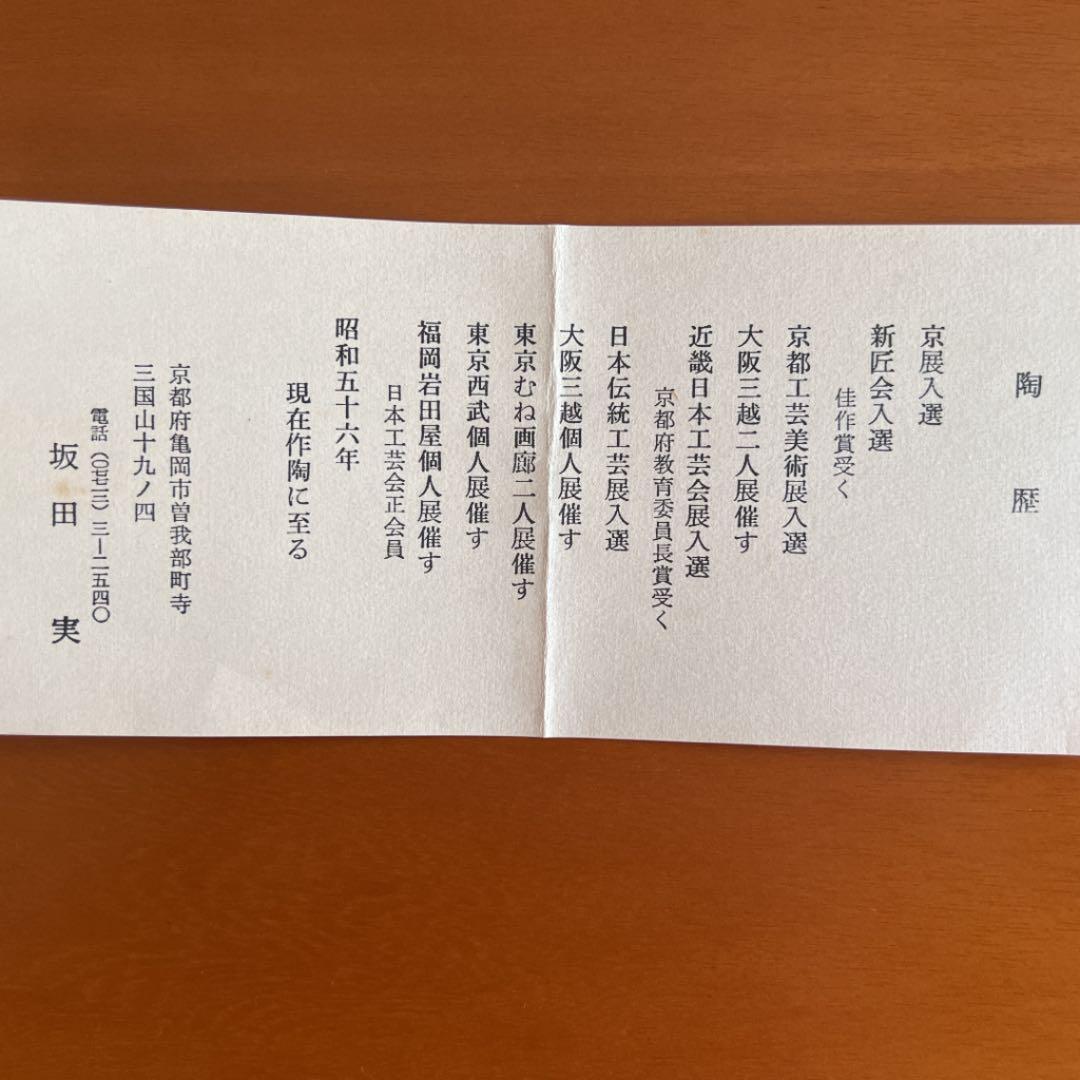 陶歴
京展入選
新匠会入選
佳作賞受く
京都工芸美術展入選
大阪三越二人展催す
近畿日本工芸会展入選
京都府教育委員長賞受く
日本伝統工芸展入選
大阪三越個人展催す
東京むね画廊二人展催す
東京西武個人展催す
福岡岩田屋個人展催す
日本工芸会正会員
昭和五十六年
現在作陶に至る
京都府亀岡市曽我部町寺
三国山十九ノ四
電話(〇七七一)三ー二五四〇
坂田実